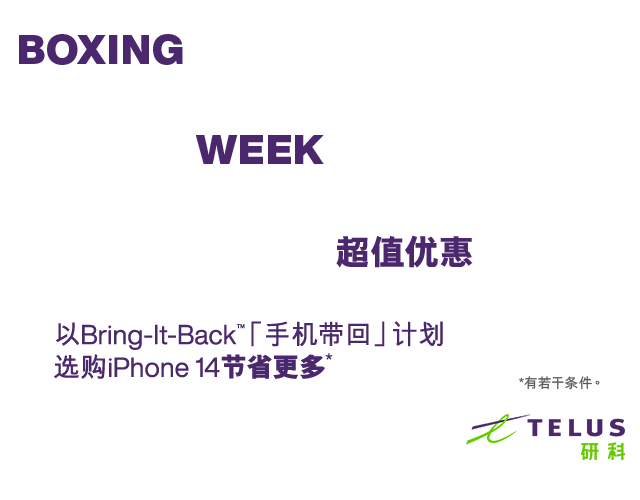 BOXING
WEEK
超值优惠
以Bring-It-Back™「手机带回」计划
选购iPhone 14节省更多*
*有若干条件。
TELUS
研科